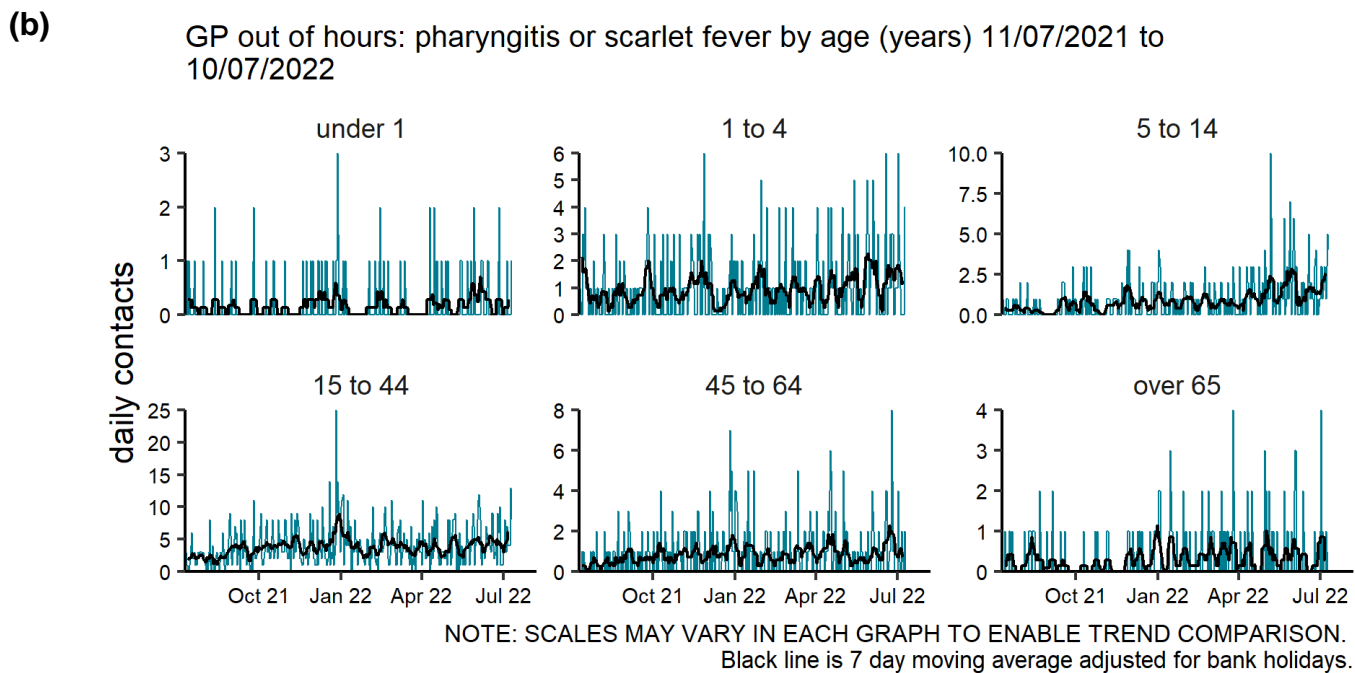 (b)
GP out of hours: pharyngitis or scarlet fever by age (years) 11/07/2021 to
10/07/2022
daily contacts
under 1
3
2
1
0
1 to 4
6
5
4
3
2
1
0
5 to 14
10.0
7.5
5.0
2.5
0.0
15 to 44
25
20
15
10
5
0
Oct 21 Jan 22 Apr 22 Jul 22
45 to 64
8
6
4
2
0
Oct 21 Jan 22 Apr 22 Jul 22
over 65
4
3
2
1
0
Oct 21 Jan 22 Apr 22 Jul 22
NOTE: SCALES MAY VARY IN EACH GRAPH TO ENABLE TREND COMPARISON.
Black line is 7 day moving average adjusted for bank holidays.